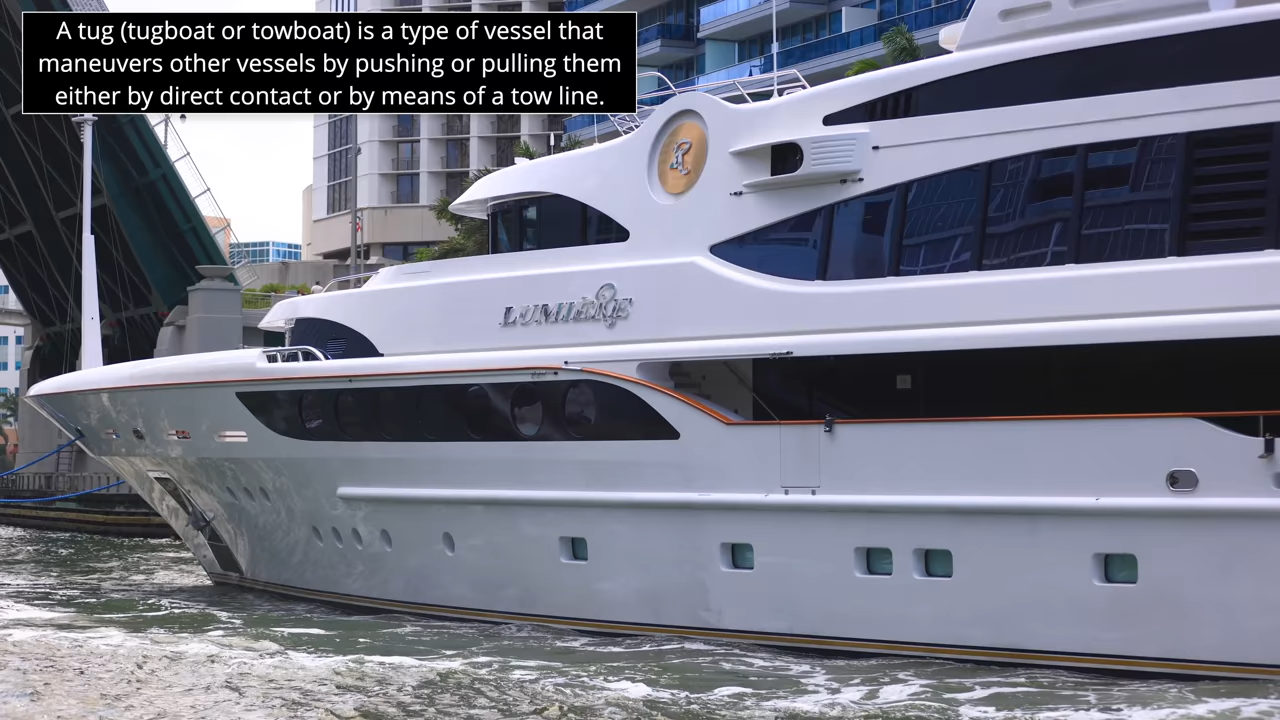 A tug (tugboat or towboat) is a type of vessel that
maneuvers other vessels by pushing or pulling them
either by direct contact or by means of a tow line.
LUMIÈRE